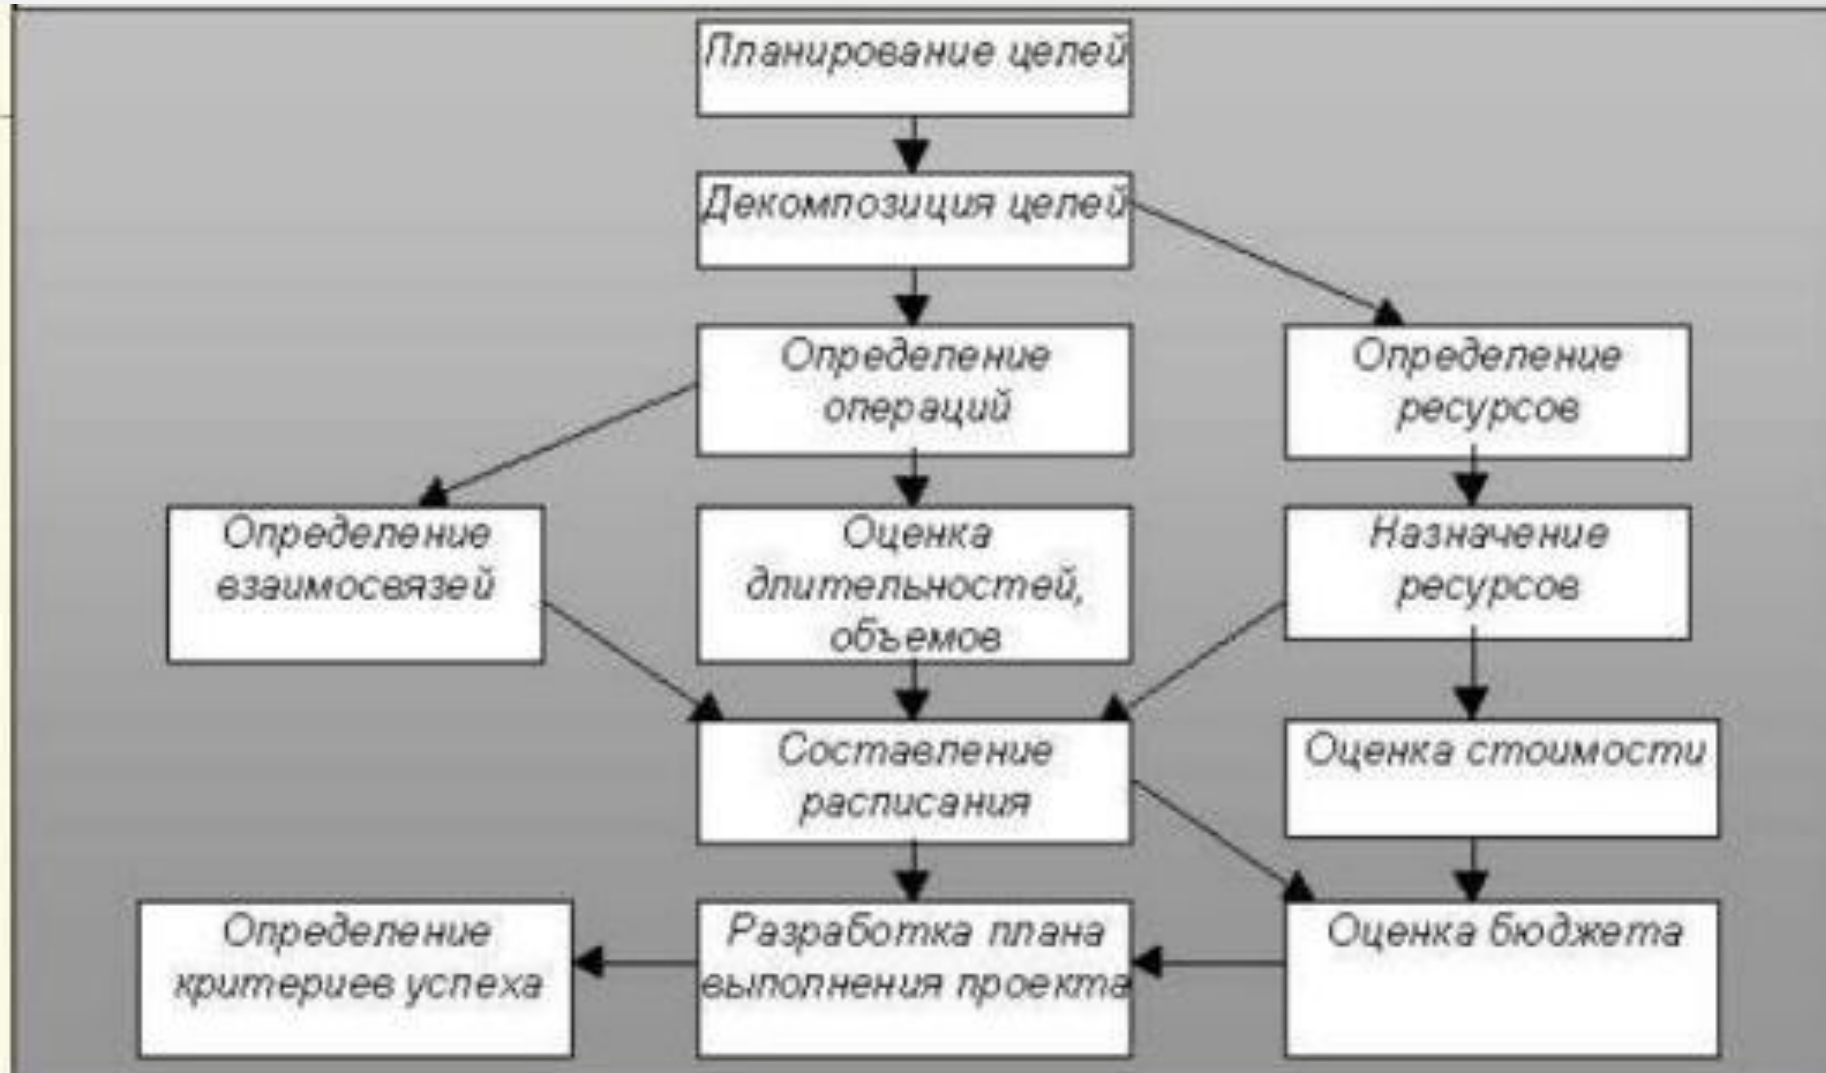 Планирование целей
Декомпозиция целей
Определение
операций
Определение
ресурсов
Определение
взаимосвязей
Оценка
длительностей,
объемов
Назначение
ресурсов
Составление
расписания
Оценка стоимости
Определение
критериев успеха
Разработка плана
выполнения проекта
Оценка бюджета